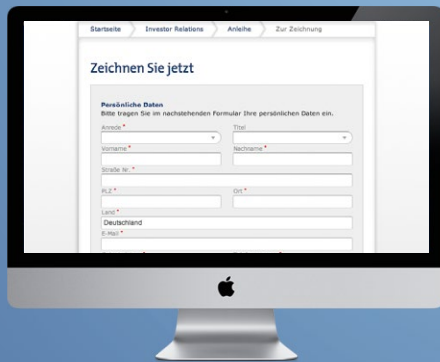 Startseite Investor Relations Anleihe Zur Zeichnung
Zeichnen Sie jetzt
Persönliche Daten
Bitte tragen Sie im nachstehenden Formular Ihre persönlichen Daten ein.
Anrede * Titel
Vorname * Nachname *
Straße Nr. *
PLZ * Ort *
Land *
Deutschland
E-Mail *